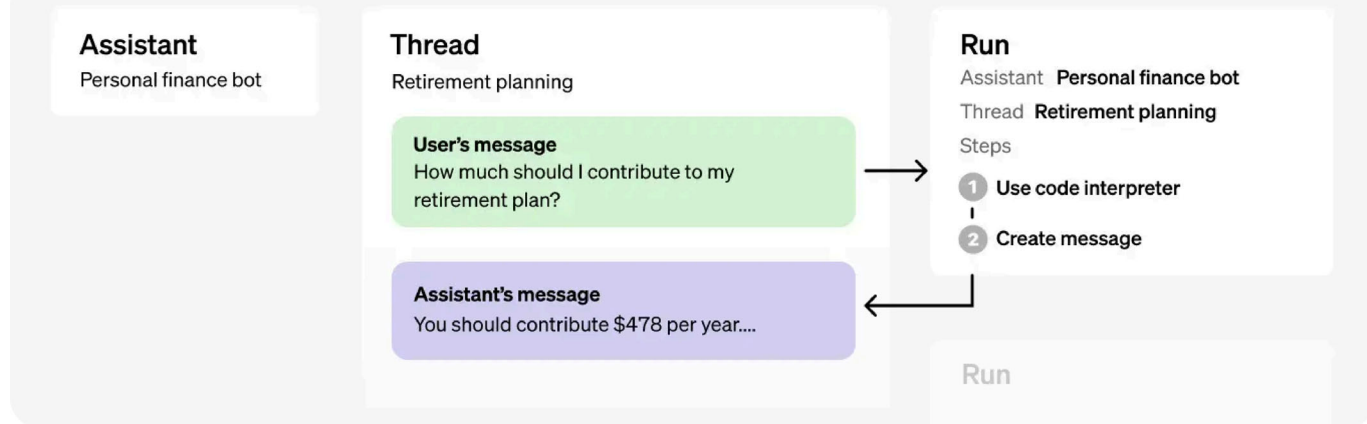 Assistant
Personal finance bot
Thread
Retirement planning
User’s message
How much should I contribute to my
retirement plan?
Assistant’s message
You should contribute $478 per year....
Run
Assistant Personal finance bot
Thread Retirement planning
Steps
1 Use code interpreter
2 Create message
Run